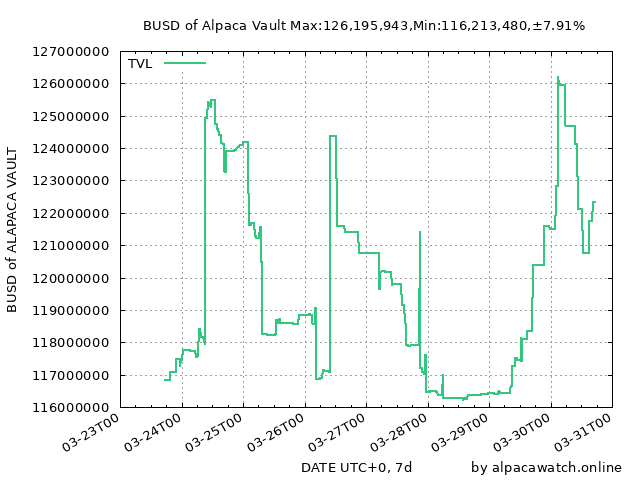 BUSD of Alpaca Vault Max:126,195,943,Min:116,213,480,±7.91%
127000000
126000000
125000000
124000000
123000000
122000000
121000000
120000000
119000000
118000000
117000000
116000000
TVL
BUSD of ALAPACA VAULT
03-23T00
03-24T00
03-25T00
03-26T00
03-27T00
03-28T00
03-29T00
03-30T00
03-31T00
DATE UTC+0, 7d
by alpacawatch.online